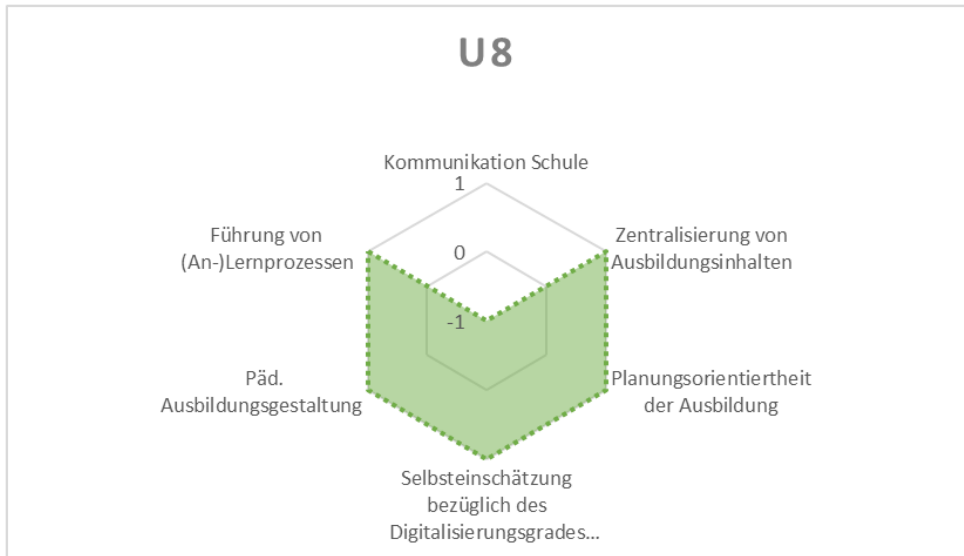 U8
Kommunikation Schule
1
0
-1
Zentralisierung von
Ausbildungsinhalten
Planungsorientiertheit
der Ausbildung
Selbsteinschätzung
bezüglich des
Digitalisierungsgrades...
Päd.
Ausbildungsgestaltung
Führung von
(An-)Lernprozessen